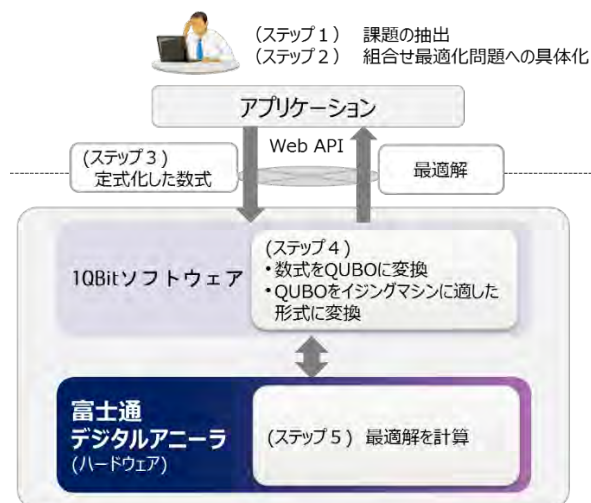 (ステップ1) 課題の抽出
(ステップ2) 組合せ最適化問題への具体化
アプリケーション
Web API
(ステップ3)
定式化した数式
最適解
1QBitソフトウェア
(ステップ4)
•数式をQUBOに変換
•QUBOをイジングマシンに適した
形式に変換
富士通
デジタルアニーラ
(ハードウェア)
(ステップ5) 最適解を計算